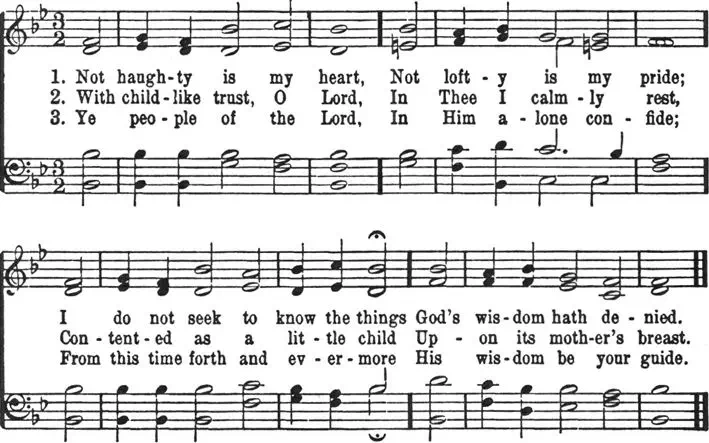 1. Not haugh-ty is my heart, Not loft-y is my pride;
2. With child-like trust, O Lord, In Thee I calm-ly rest,
3. Ye peo-ple of the Lord, In Him a-lone con-fide;
I do not seek to know the things God's wis-dom hath de-nied.
Con-tent-ed as a lit-tle child Up-on its moth-er's breast.
From this time forth and ev-er-more His wis-dom be your guide.